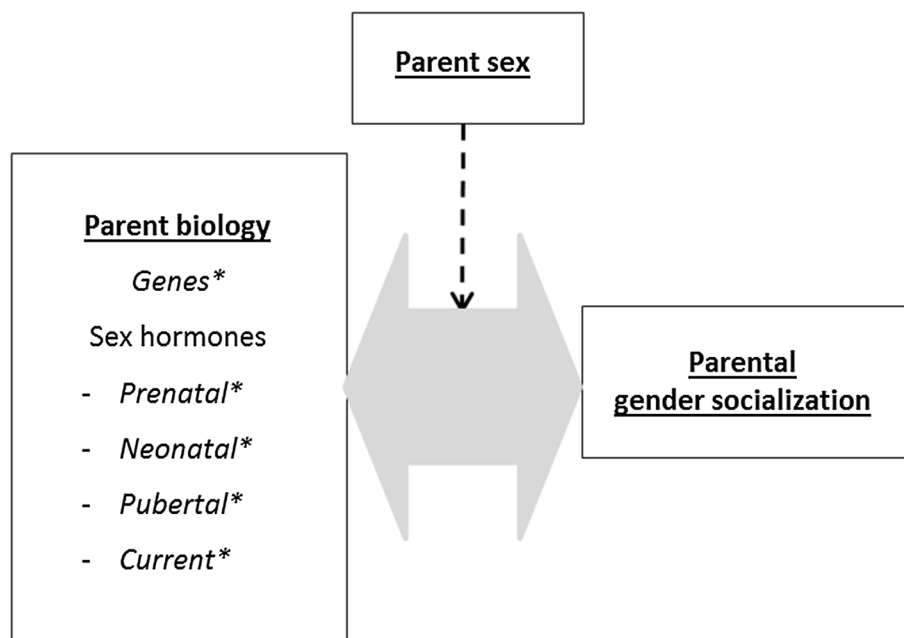 Parent sex
Parent biology
Genes*
Sex hormones
- Prenatal*
- Neonatal*
- Pubertal*
- Current*
Parental
gender socialization